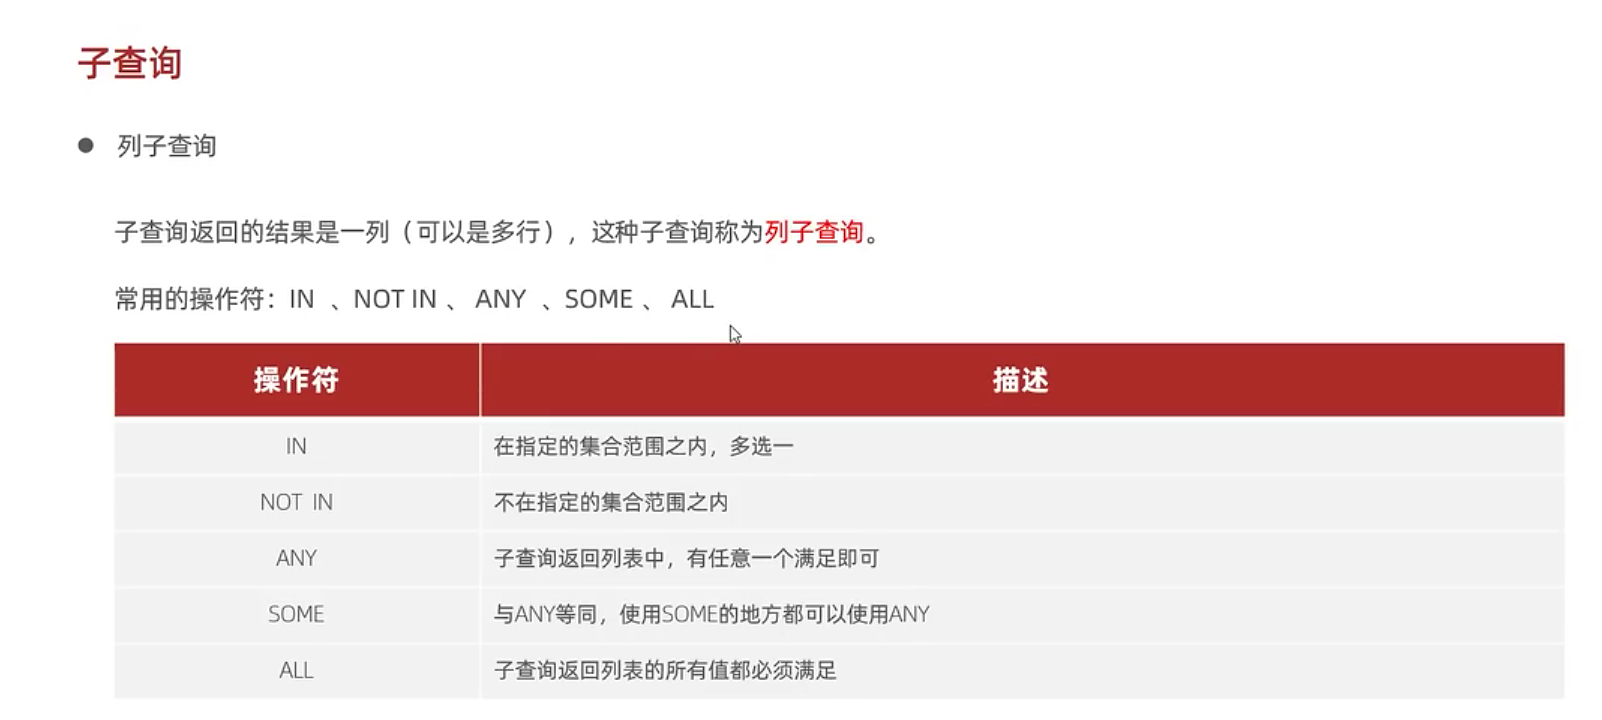 子查询
● 列子查询
子查询返回的结果是一列（可以是多行），这种子查询称为列子查询。
常用的操作符：IN 、NOT IN 、 ANY 、SOME 、 ALL
操作符 描述
IN 在指定的集合范围之内，多选一
NOT IN 不在指定的集合范围之内
ANY 子查询返回列表中，有任意一个满足即可
SOME 与ANY等同，使用SOME的地方都可以使用ANY
ALL 子查询返回列表的所有值都必须满足